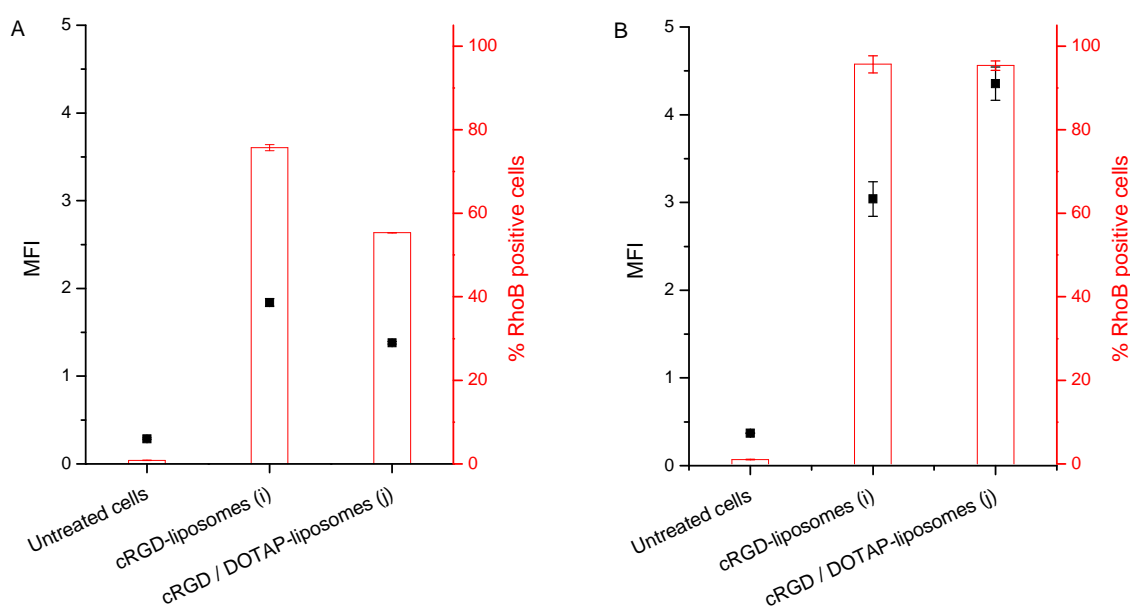 A
MFI
5
4
3
2
1
0
100
80
60
40
20
0
% RhoB positive cells
Untreated cells
cRGD-liposomes (i)
cRGD / DOTAP-liposomes (j)
B
MFI
5
4
3
2
1
0
100
80
60
40
20
0
% RhoB positive cells
Untreated cells
cRGD-liposomes (i)
cRGD / DOTAP-liposomes (j)